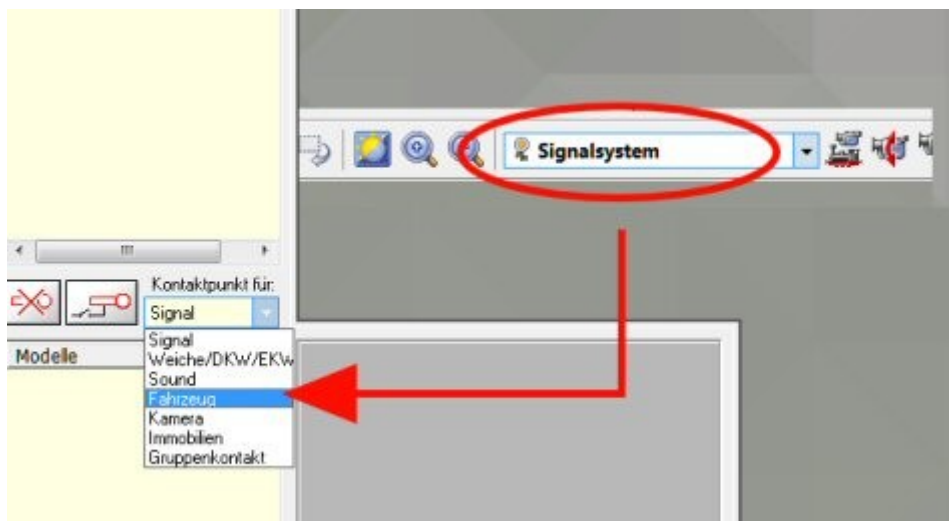 Signalsystem
Kontaktpunkt für:
Signal
Signal
Weiche/DKW/EKW
Sound
Fahrzeug
Kamera
Immobilien
Gruppenkontakt
Modelle